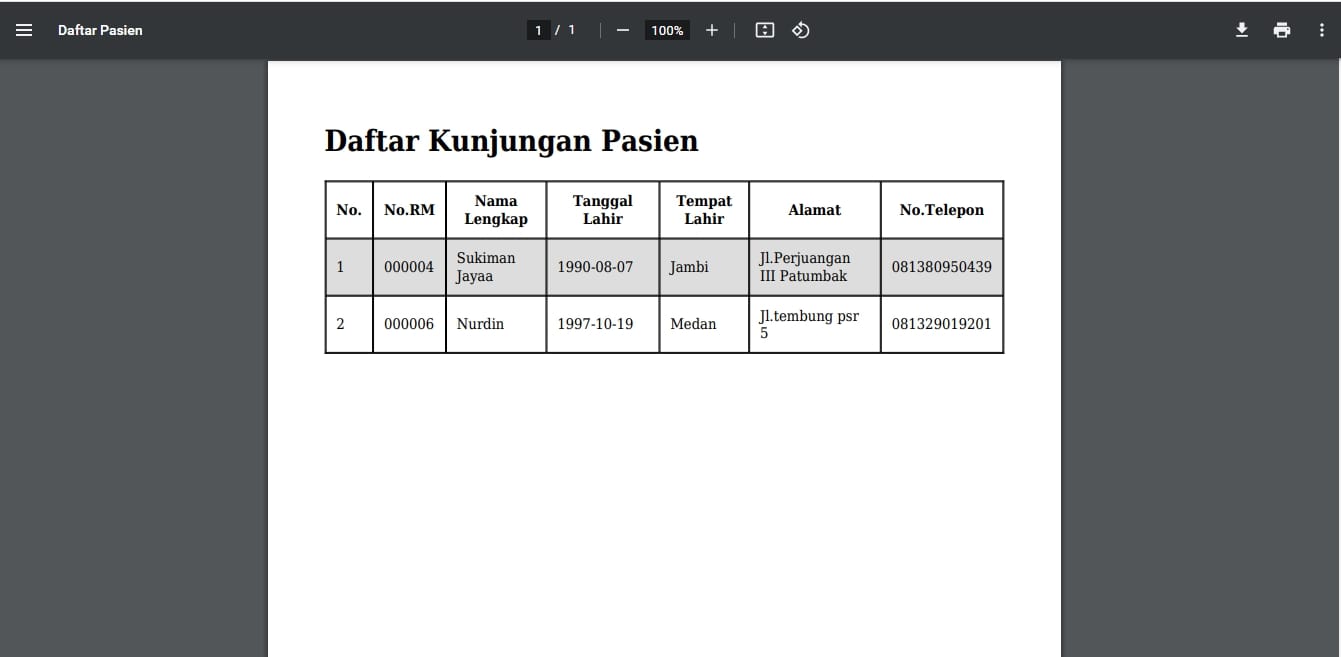 Daftar Pasien
1 / 1
100%
Daftar Kunjungan Pasien
No. No.RM Nama Lengkap Tanggal Lahir Tempat Lahir Alamat No.Telepon
1 000004 Sukiman Jayaa 1990-08-07 Jambi Jl.Perjuangan III Patumbak 081380950439
2 000006 Nurdin 1997-10-19 Medan Jl.tembung psr 5 081329019201